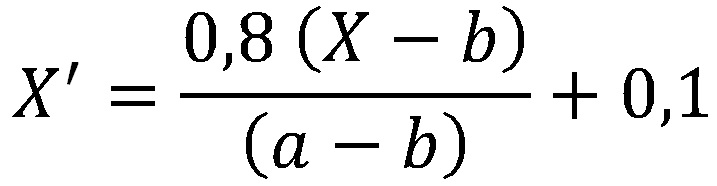 X' = 0,8 (X − b) / (a − b) + 0,1